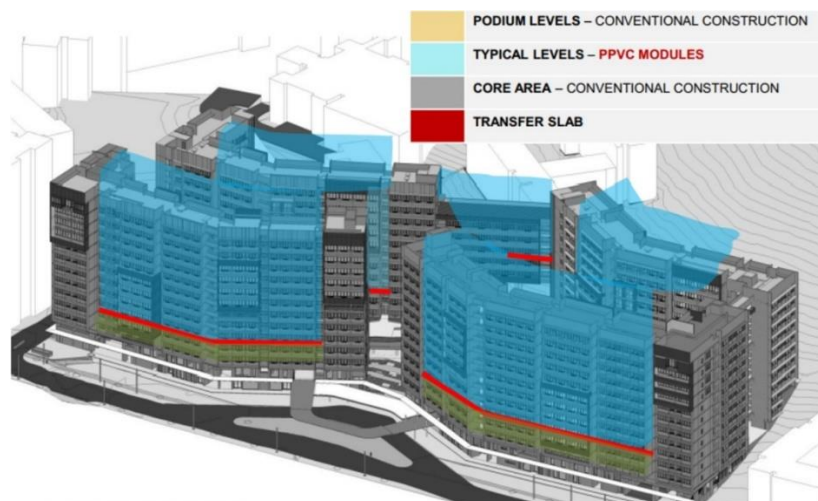 PODIUM LEVELS – CONVENTIONAL CONSTRUCTION
TYPICAL LEVELS – PPVC MODULES
CORE AREA – CONVENTIONAL CONSTRUCTION
TRANSFER SLAB